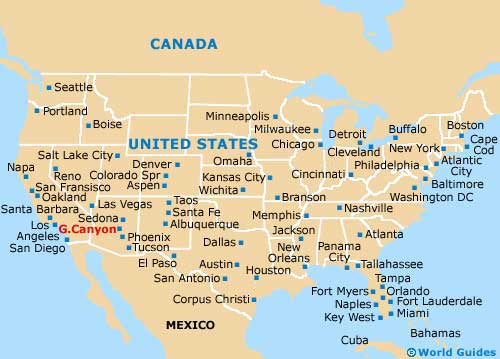 CANADA
Seattle
Portland
Boise
Minneapolis
Milwaukee
Chicago
Detroit
Buffalo
Boston
Cape
Cod
UNITED STATES
Cleveland
New York
Salt Lake City
Denver
Omaha
Philadelphia
Atlantic
City
Napa
Reno
Colorado Spr
Kansas City
Cincinnati
Baltimore
San Fransisco
Aspen
Wichita
Washington DC
Oakland
Las Vegas
Taos
Branson
Nashville
Santa Barbara
Sedona
Santa Fe
Memphis
Los
Angeles
G.Canyon
Albuquerque
Jackson
Atlanta
San Diego
Phoenix
Tucson
Dallas
New
Orleans
Panama
City
El Paso
Austin
Houston
Tallahassee
San Antonio
Tampa
Orlando
Fort Myers
Corpus Christi
Naples
Fort Lauderdale
Key West
Miami
MEXICO
Cuba
Bahamas
© World Guides